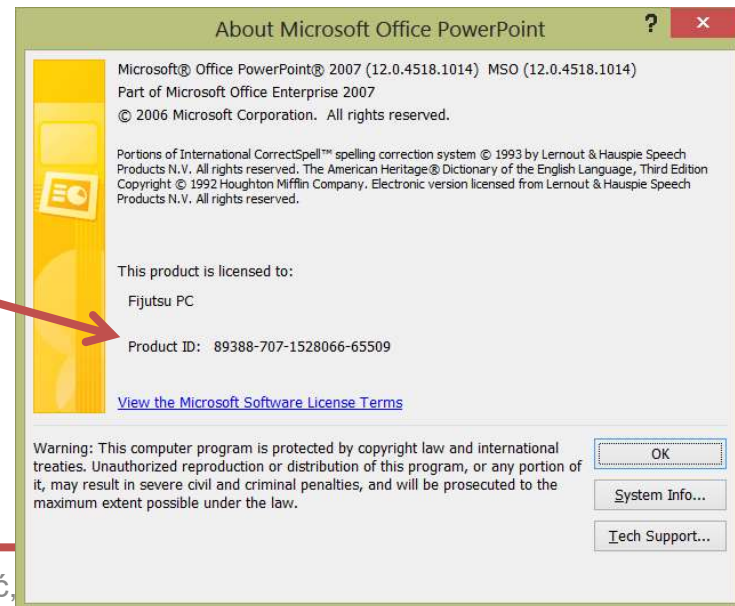 About Microsoft Office PowerPoint
?
×
Microsoft® Office PowerPoint® 2007 (12.0.4518.1014) MSO (12.0.4518.1014)
Part of Microsoft Office Enterprise 2007
© 2006 Microsoft Corporation. All rights reserved.
Portions of International CorrectSpell™ spelling correction system © 1993 by Lernout & Hauspie Speech
Products N.V. All rights reserved. The American Heritage® Dictionary of the English Language, Third Edition
Copyright © 1992 Houghton Mifflin Company. Electronic version licensed from Lernout & Hauspie Speech
Products N.V. All rights reserved.
This product is licensed to:
Fijutsu PC
Product ID: 89388-707-1528066-65509
View the Microsoft Software License Terms
Warning: This computer program is protected by copyright law and international
treaties. Unauthorized reproduction or distribution of this program, or any portion of
it, may result in severe civil and criminal penalties, and will be prosecuted to the
maximum extent possible under the law.
OK
System Info...
Tech Support...
ć,